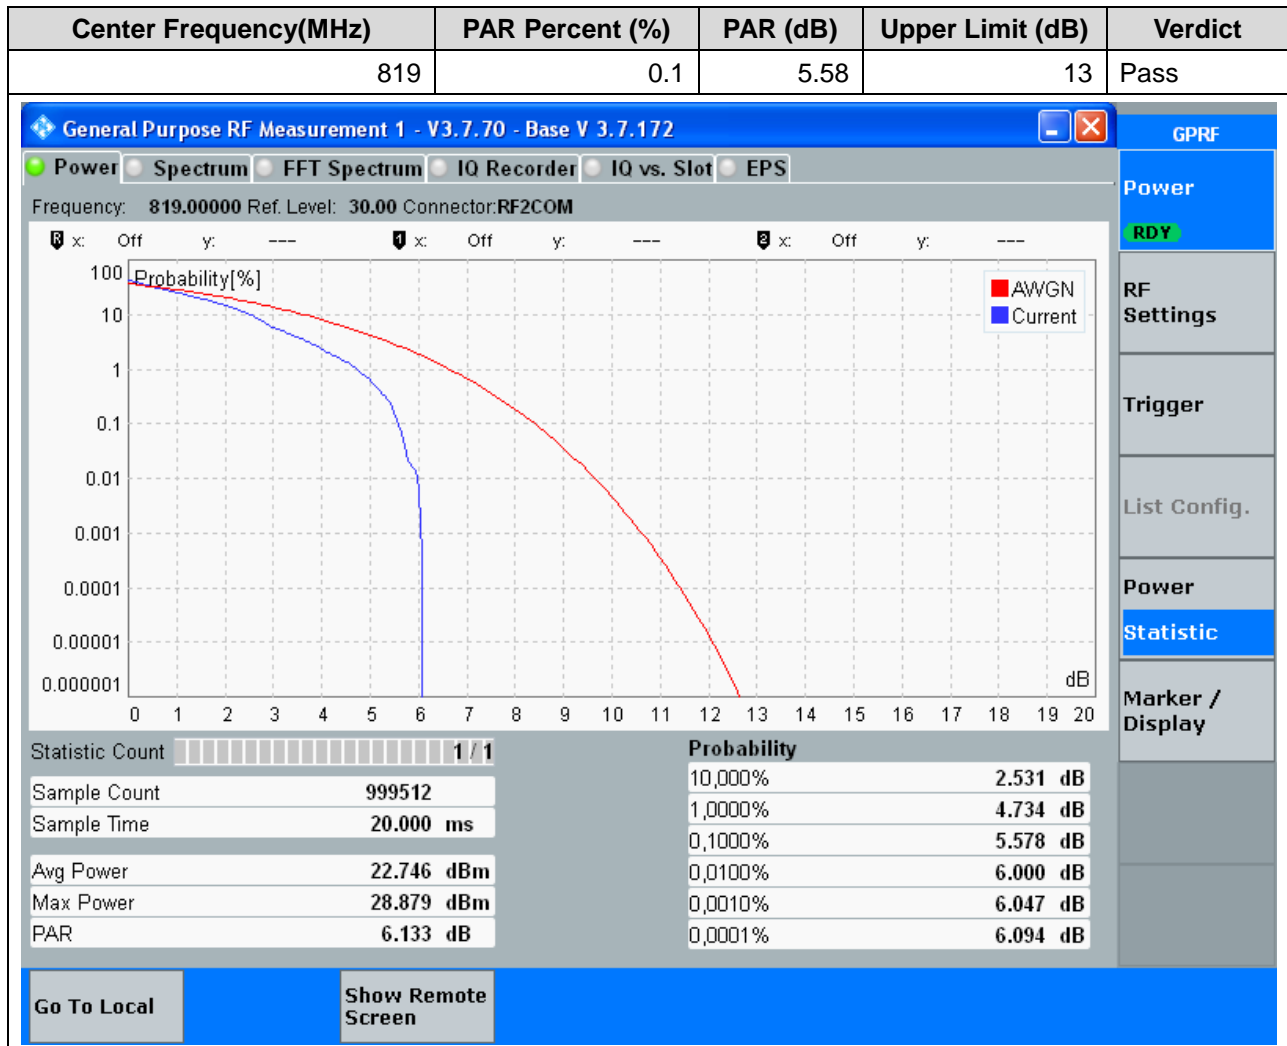 Center Frequency(MHz) PAR Percent (%) PAR (dB) Upper Limit (dB) Verdict
819 0.1 5.58 13 Pass
General Purpose RF Measurement 1 - V3.7.70 - Base V 3.7.172
GPRF
Power Spectrum FFT Spectrum IQ Recorder IQ vs. Slot EPS
Power
RDY
Frequency: 819.00000 Ref. Level: 30.00 Connector:RF2COM
R x: Off y: --- 1 x: Off y: --- 2 x: Off y: ---
Probability[%]
AWGN
Current
100
10
1
0.1
0.01
0.001
0.0001
0.00001
0.000001
dB
0 1 2 3 4 5 6 7 8 9 10 11 12 13 14 15 16 17 18 19 20
RF
Settings
Trigger
List Config.
Power
Statistic
Marker /
Display
Statistic Count 1 / 1
Sample Count 999512
Sample Time 20.000 ms
Avg Power 22.746 dBm
Max Power 28.879 dBm
PAR 6.133 dB
Probability
10,000% 2.531 dB
1,0000% 4.734 dB
0,1000% 5.578 dB
0,0100% 6.000 dB
0,0010% 6.047 dB
0,0001% 6.094 dB
Go To Local
Show Remote
Screen